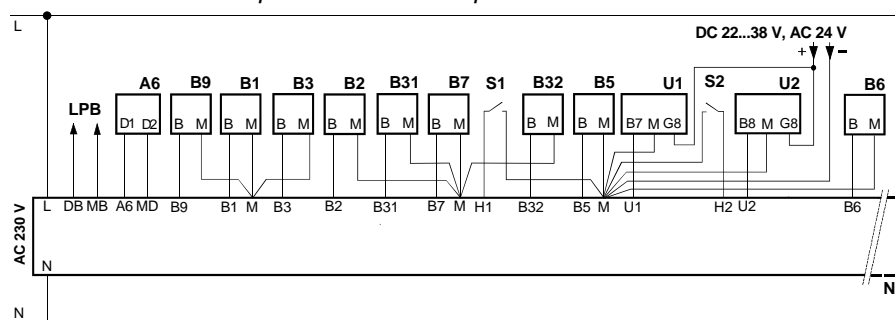 L
DC 22...38 V, AC 24 V
+ –
A6 B9 B1 B3 B2 B31 B7 S1 B32 B5 U1 S2 U2 B6
LPB
D1 D2 B M B M B M B M B M B M B M B M B7 M G8 B8 M G8 B M
L DB MB A6 MD B9 B1 M B3 B2 B31 B7 M H1 B32 B5 M U1 H2 U2 B6
AC 230 V
N
N
N